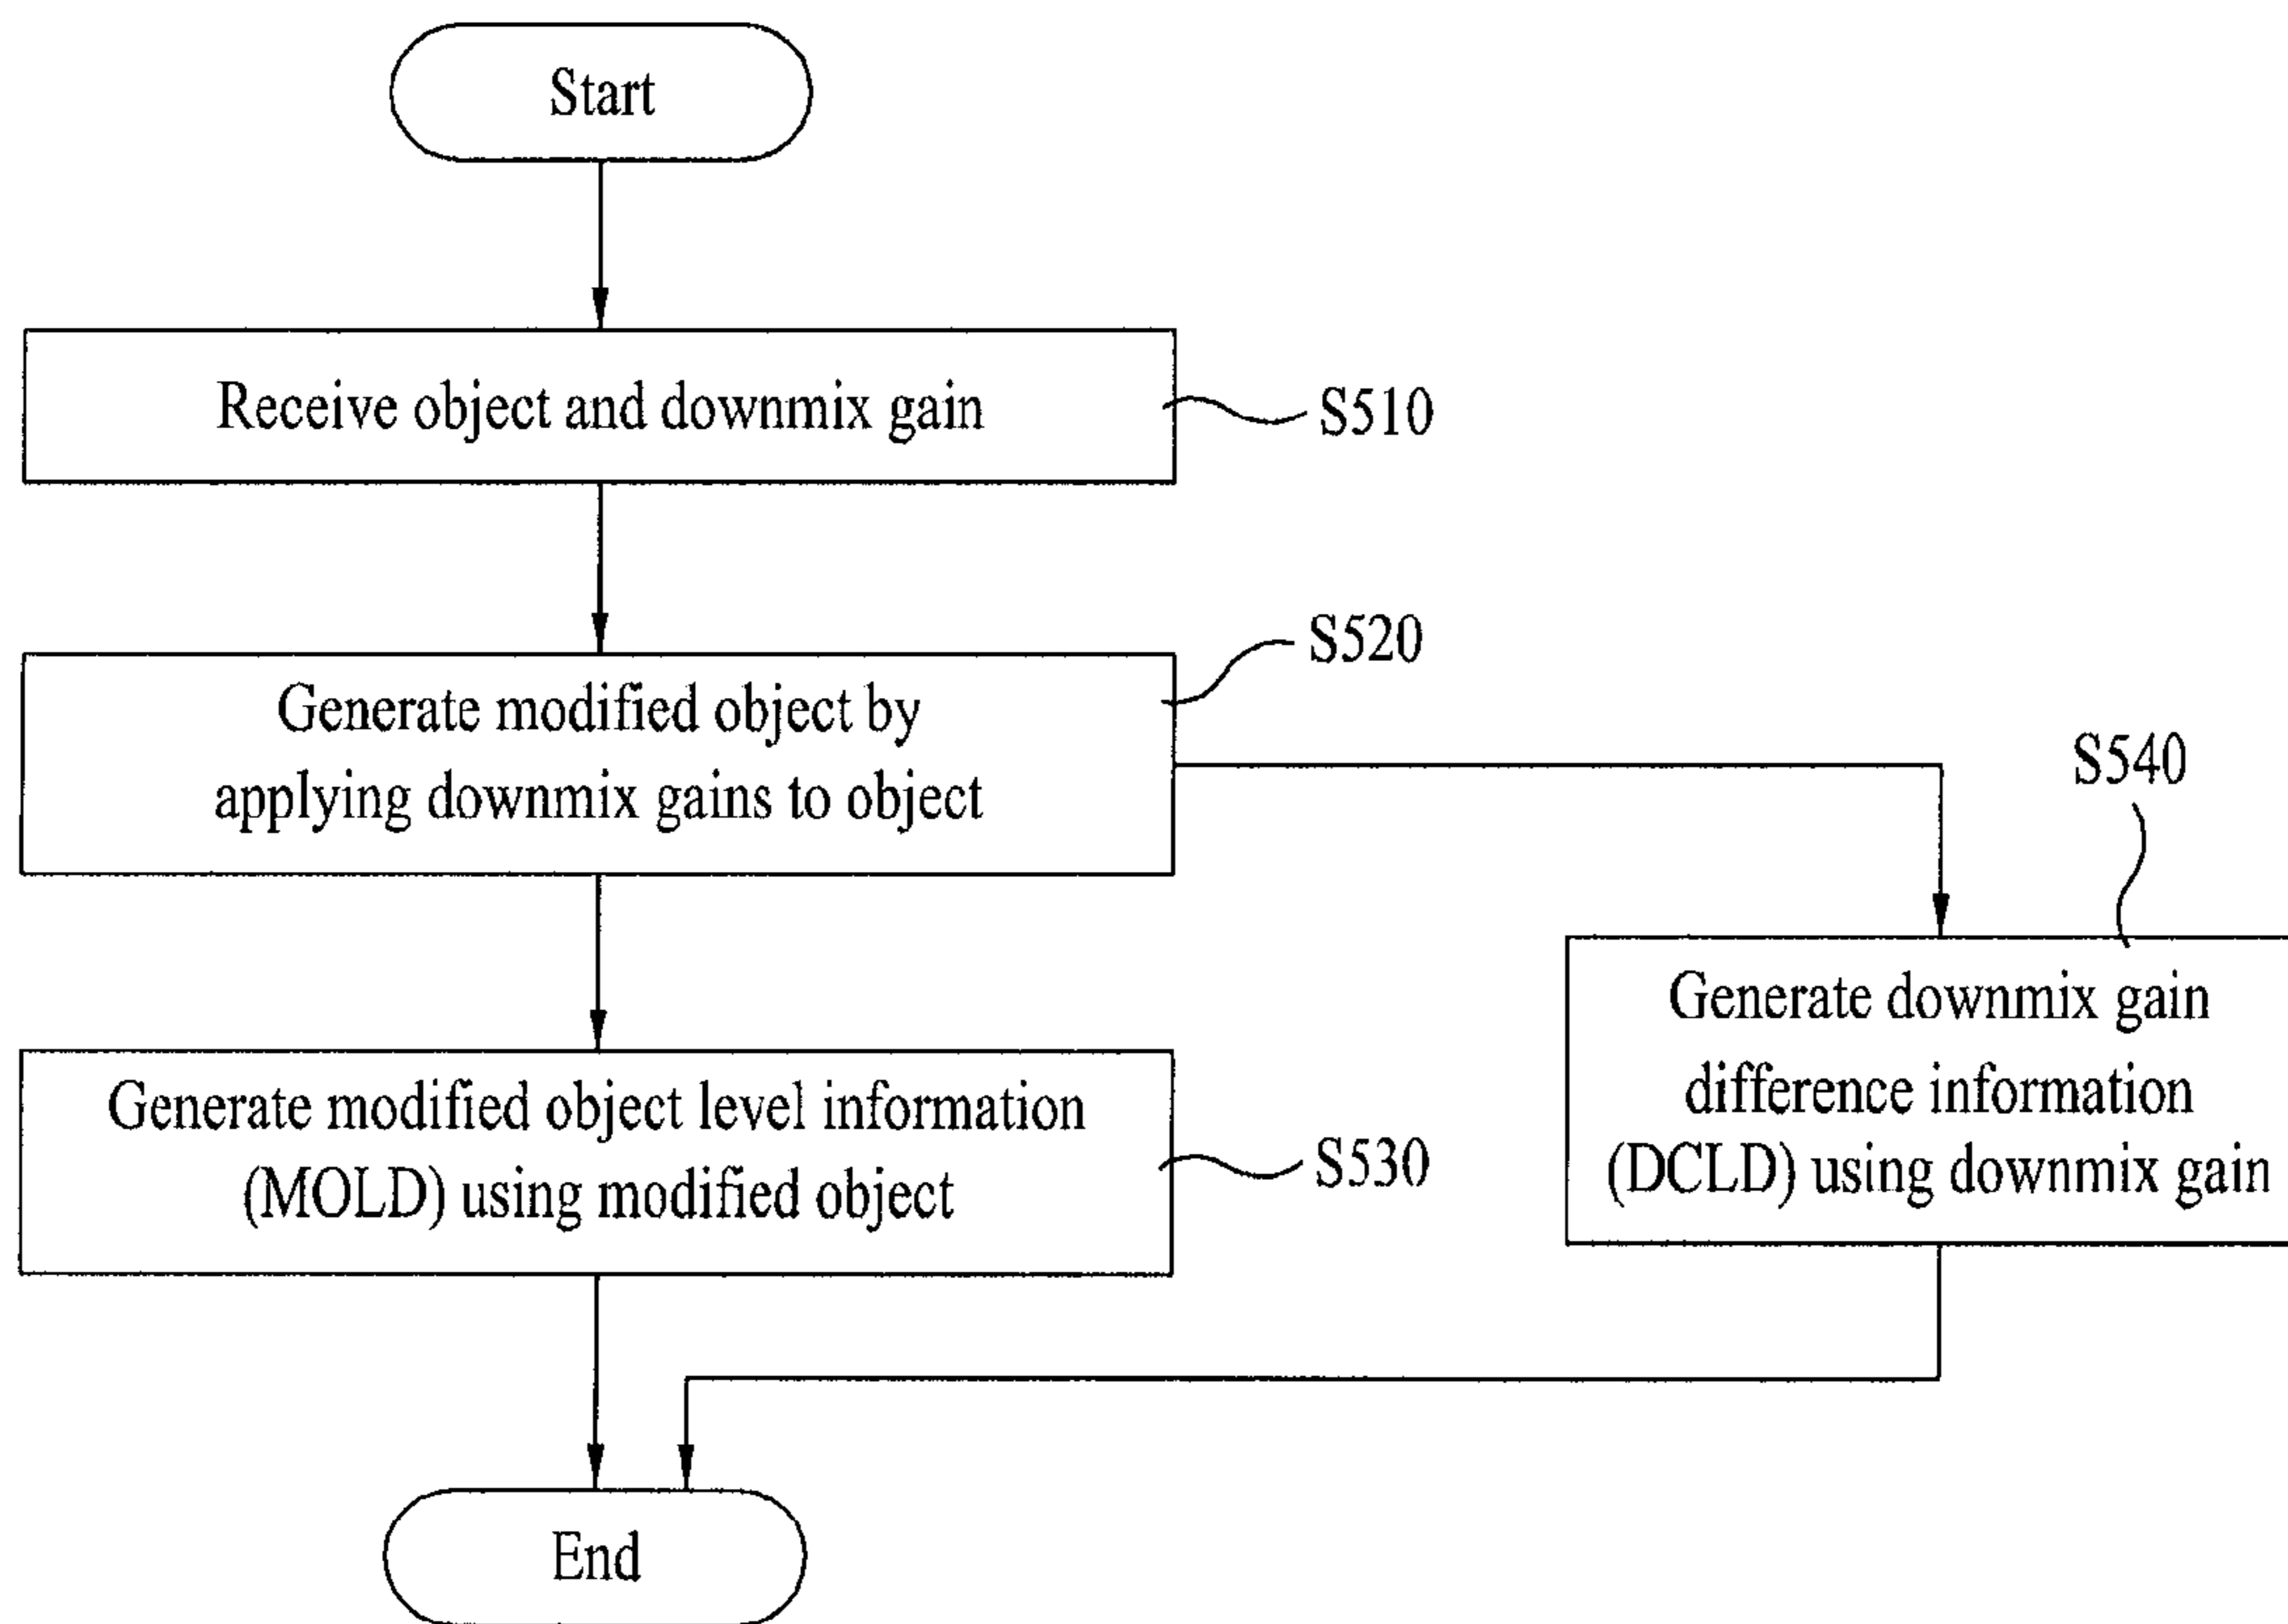 Start
Receive object and downmix gain
S510
Generate modified object by
applying downmix gains to object
S520
S540
Generate downmix gain
difference information
(DCLD) using downmix gain
Generate modified object level information
(MOLD) using modified object
S530
End